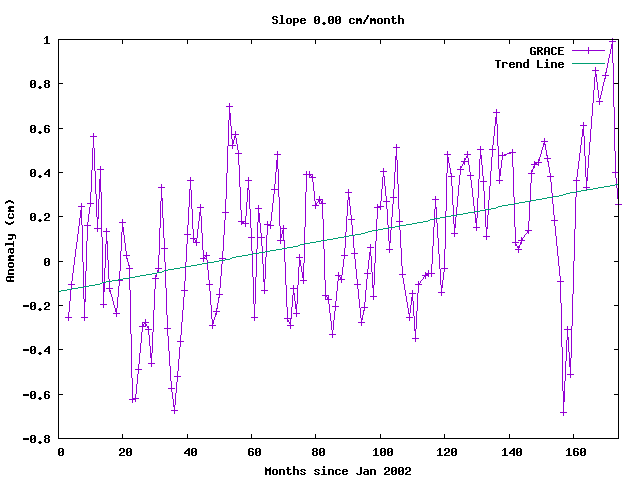 Slope 0.00 cm/month
GRACE
Trend Line
1
0.8
0.6
0.4
0.2
0
-0.2
-0.4
-0.6
-0.8
Anomaly (cm)
0 20 40 60 80 100 120 140 160
Months since Jan 2002